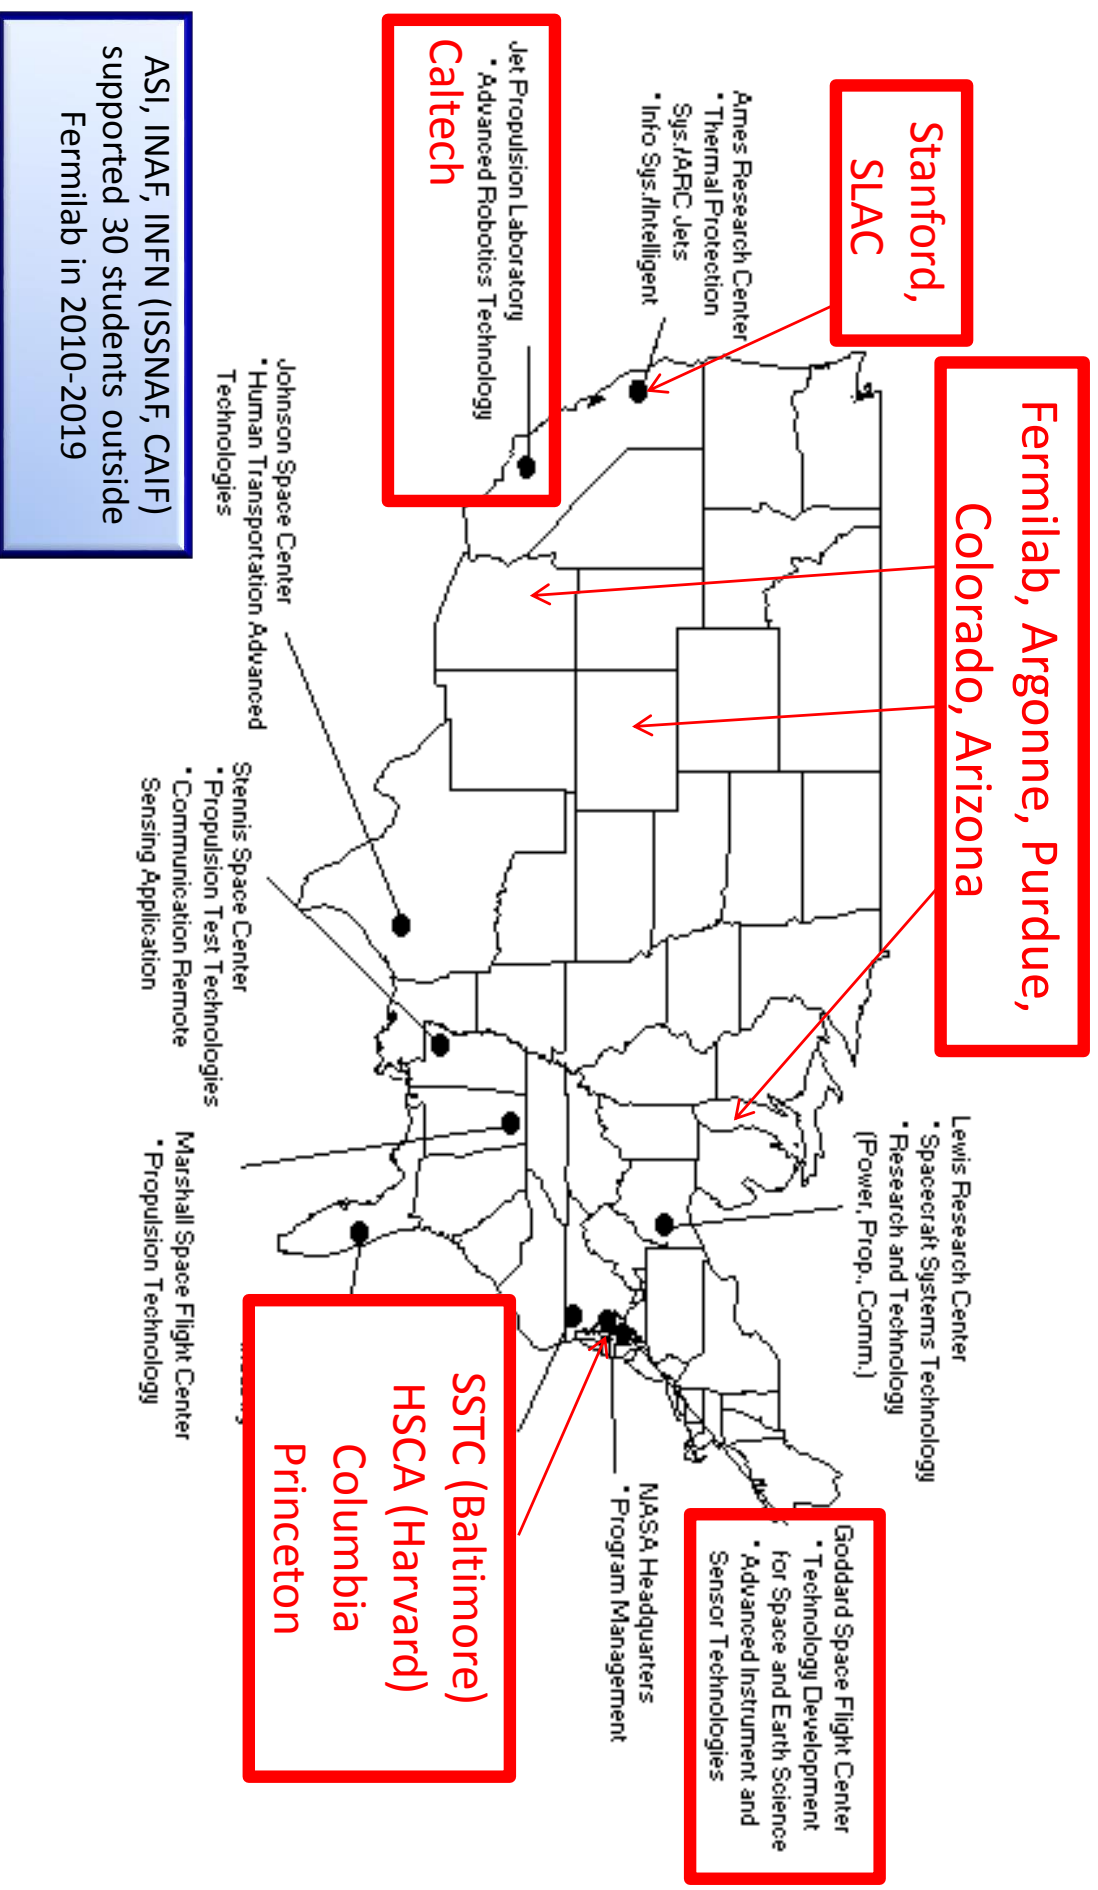 Fermilab, Argonne, Purdue,
Colorado, Arizona
Stanford,
SLAC
Lewis Research Center
• Spacecraft Systems Technology
• Research and Technology
(Power, Prop., Comm.)
Goddard Space Flight Center
• Technology Development
for Space and Earth Science
• Advanced Instrument and
Sensor Technologies
Ames Research Center
• Thermal Protection
Sys./ARC Jets
• Info Sys./Intelligent
NASA Headquarters
• Program Management
Jet Propulsion Laboratory
• Advanced Robotics Technology
Caltech
SSTC (Baltimore)
HSCA (Harvard)
Columbia
Princeton
Johnson Space Center
• Human Transportation Advanced
Technologies
Stennis Space Center
• Propulsion Test Technologies
• Communication Remote
Sensing Application
Marshall Space Flight Center
• Propulsion Technology
ASI, INAF, INFN (ISSNAF, CAIF)
supported 30 students outside
Fermilab in 2010-2019